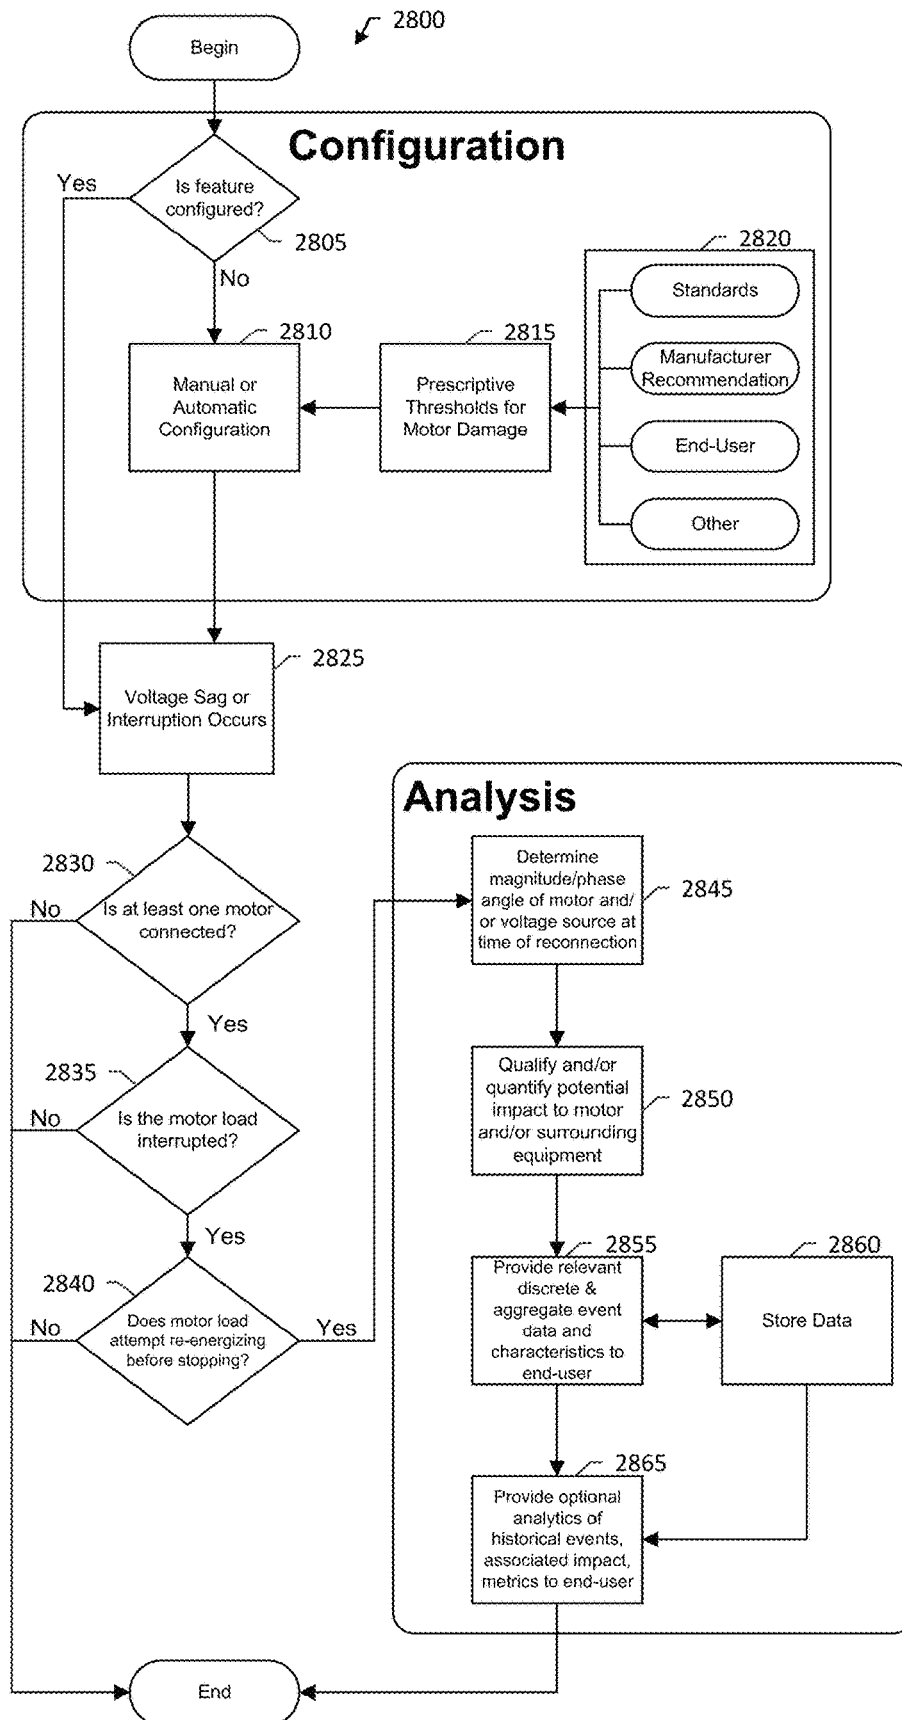 2800
Begin
Configuration
Yes
Is feature
configured?
2805
No
2810
Manual or
Automatic
Configuration
2815
Prescriptive
Thresholds for
Motor Damage
2820
Standards
Manufacturer
Recommendation
End-User
Other
2825
Voltage Sag or
Interruption Occurs
Analysis
2830
No
Is at least one motor
connected?
Yes
2835
No
Is the motor load
interrupted?
Yes
2840
No
Does motor load
attempt re-energizing
before stopping?
Yes
Determine
magnitude/phase
angle of motor and/
or voltage source at
time of reconnection
2845
Qualify and/or
quantify potential
impact to motor
and/or surrounding
equipment
2850
2855
Provide relevant
discrete &
aggregate event
data and
characteristics to
end-user
2860
Store Data
2865
Provide optional
analytics of
historical events,
associated impact,
metrics to end-user
End